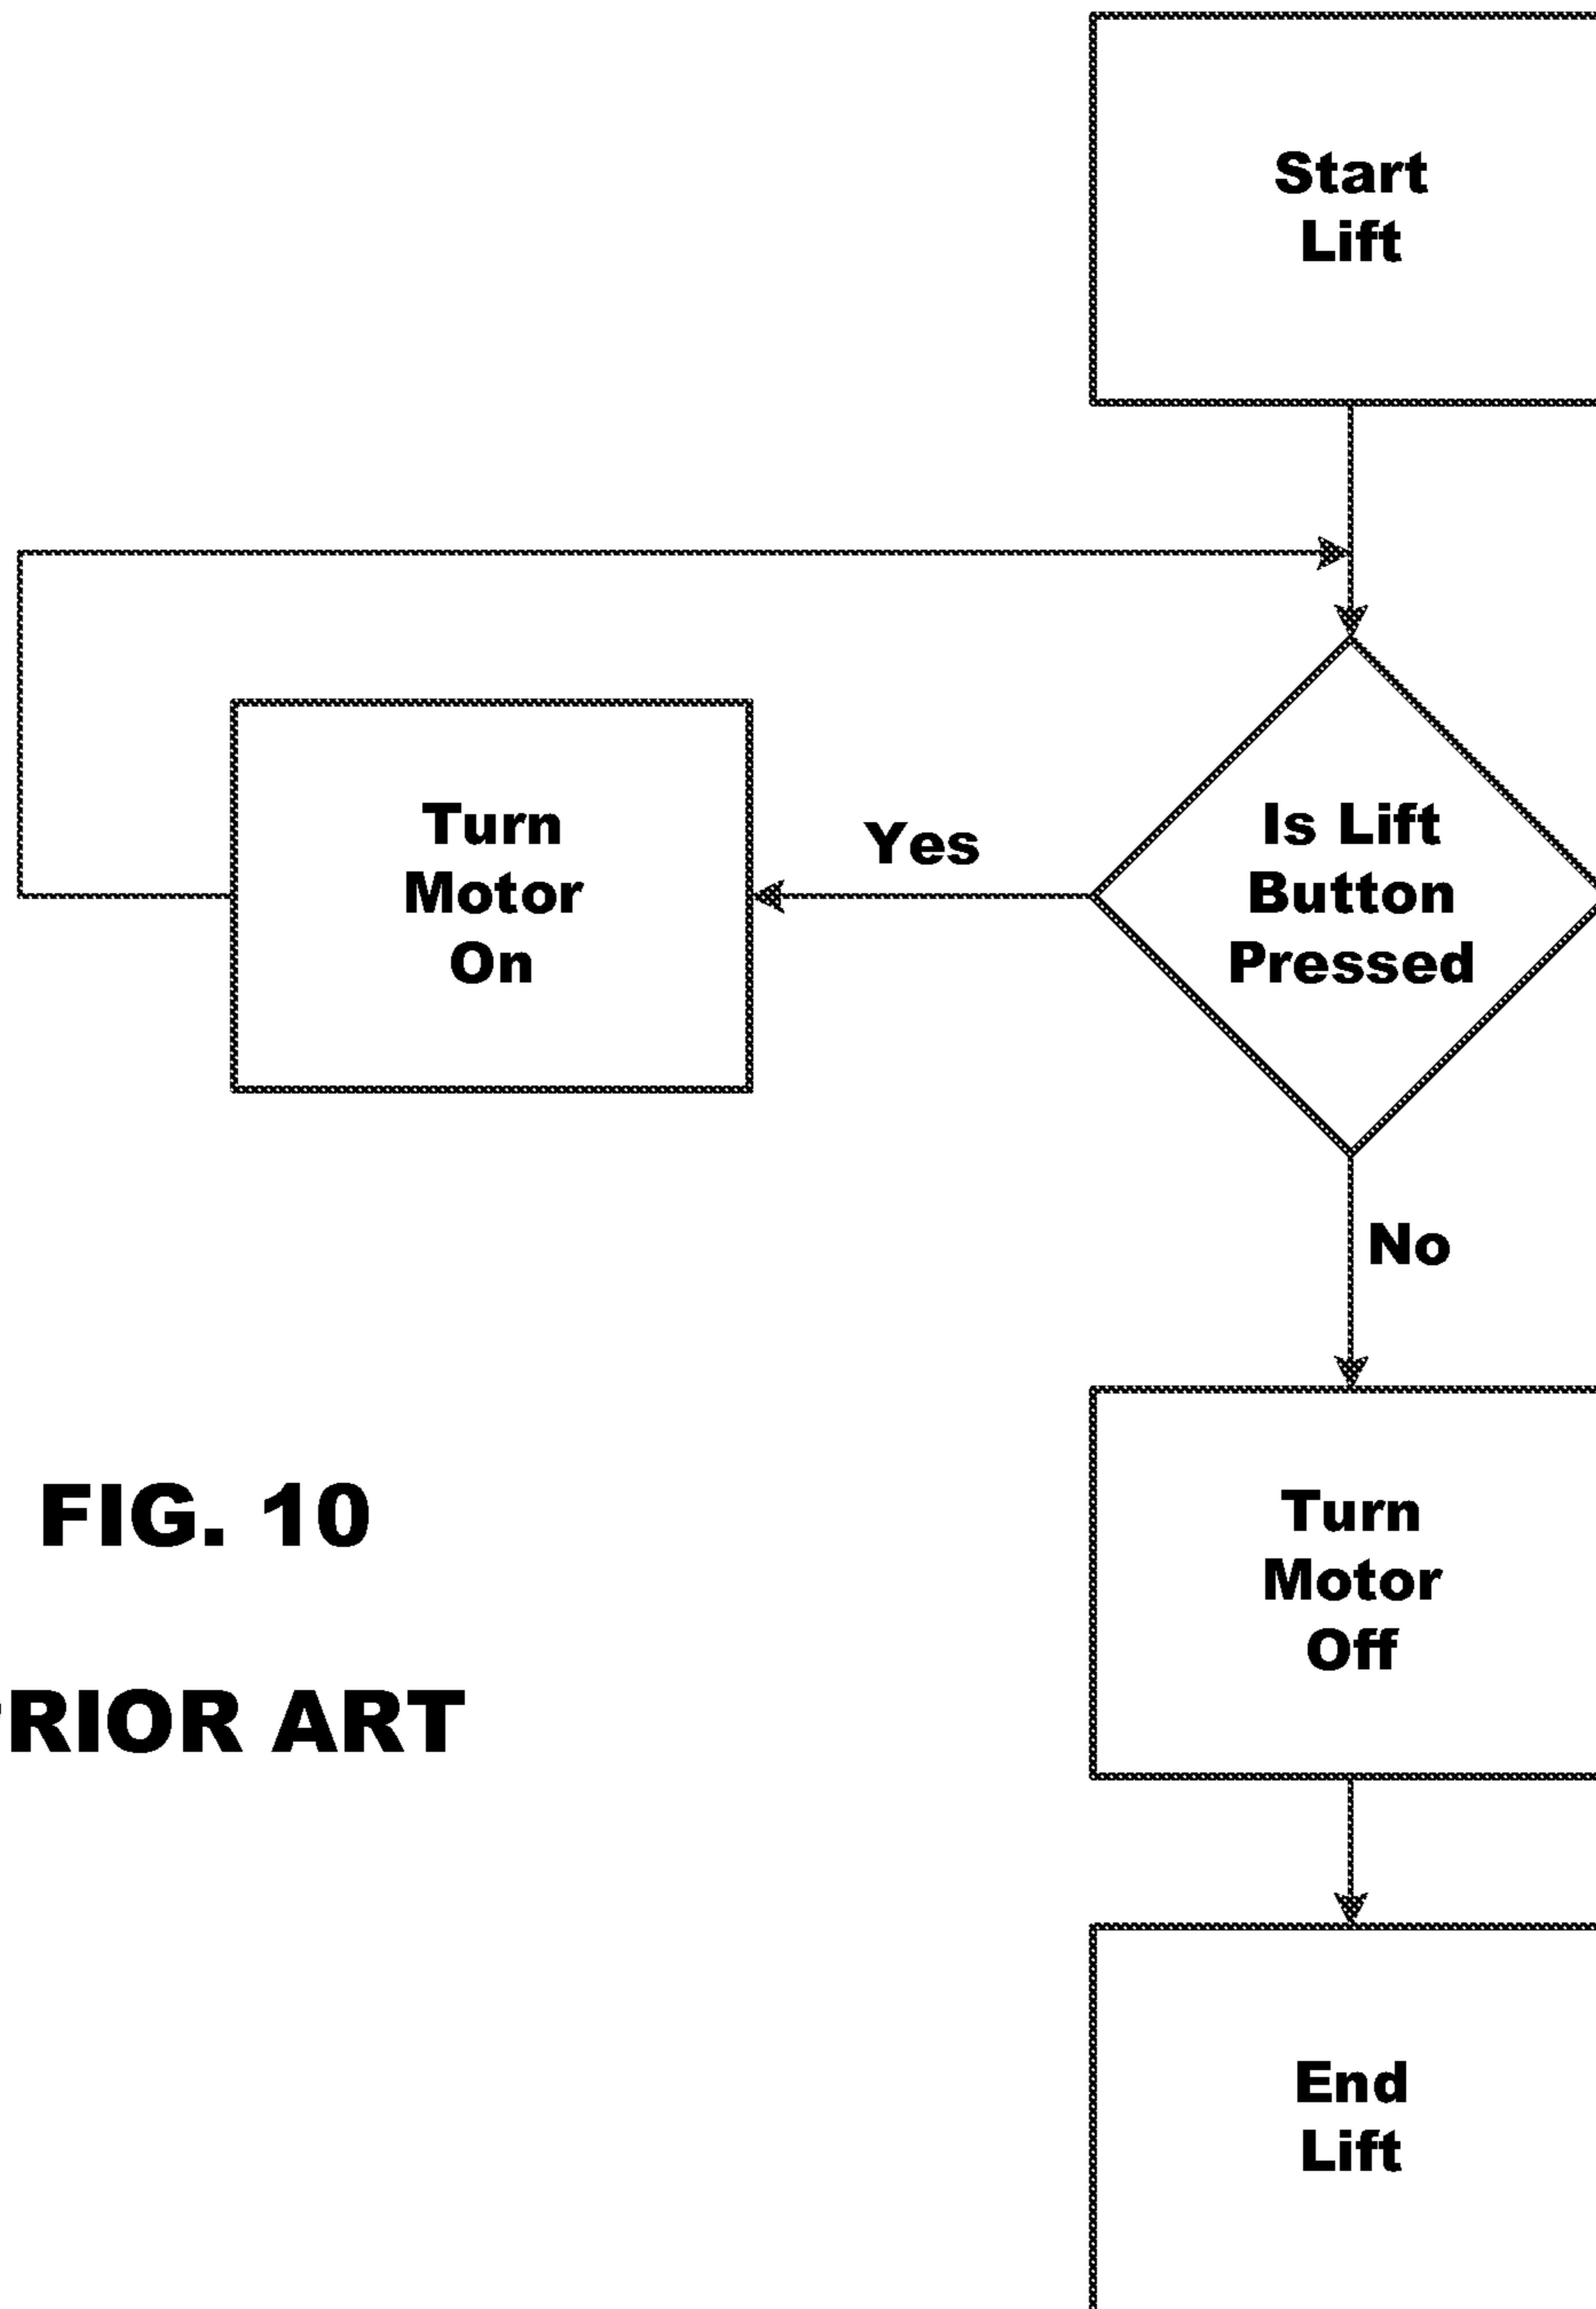 Start
Lift
Turn
Motor
On
Yes
Is Lift
Button
Pressed
No
Turn
Motor
Off
FIG. 10
RIOR ART
End
Lift